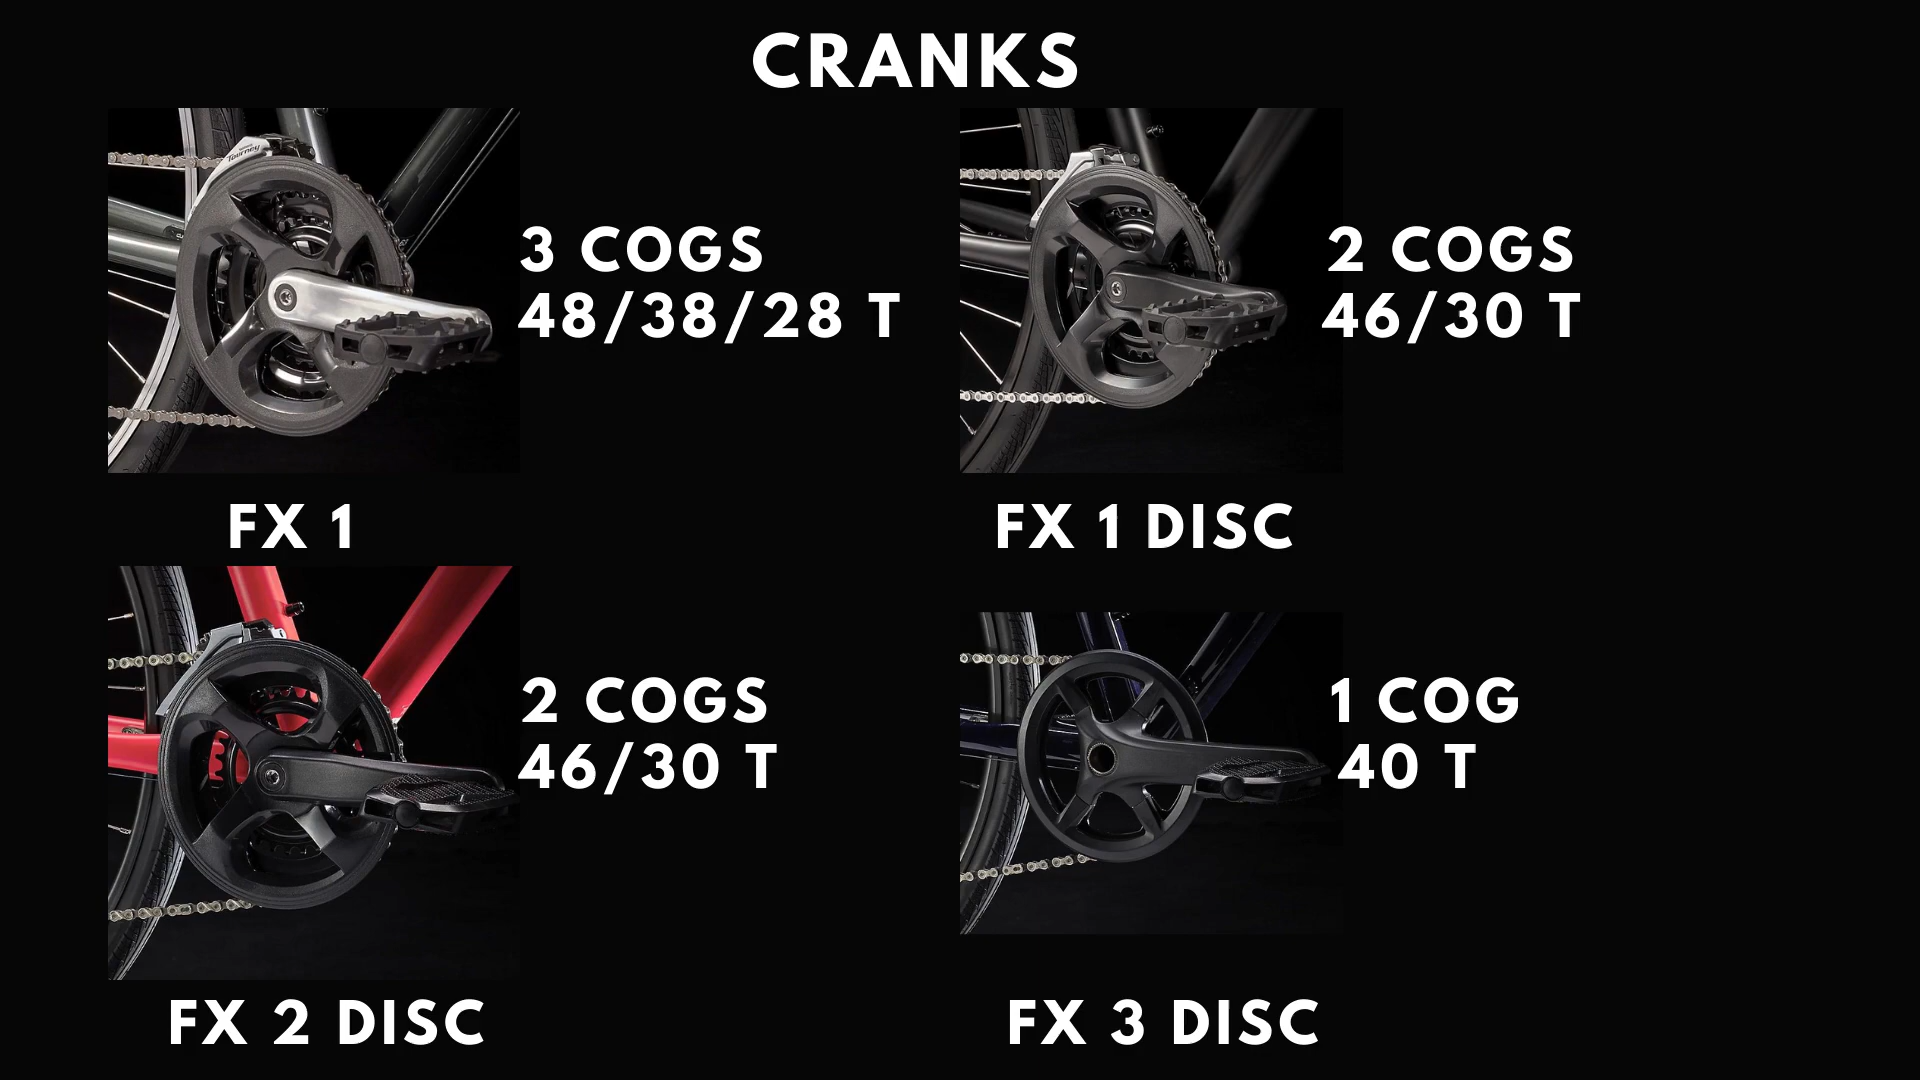 CRANKS
Tourney
3 COGS
48/38/28 T
2 COGS
46/30 T
FX 1
FX 1 DISC
2 COGS
46/30 T
1 COG
40 T
FX 2 DISC
FX 3 DISC